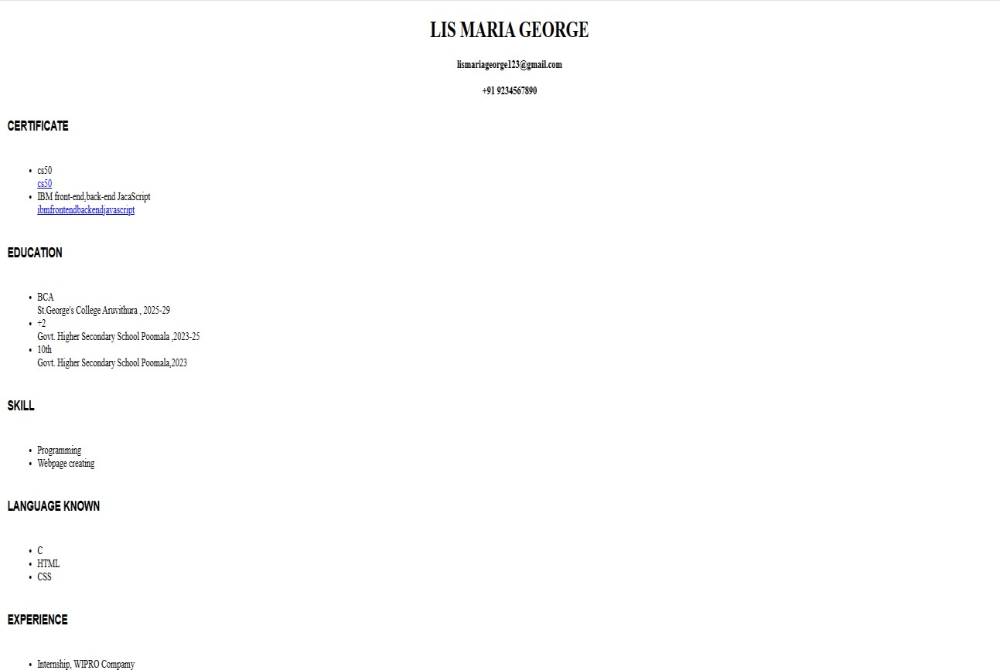 LIS MARIA GEORGE
lismariageorge123@gmail.com
+91 9234567890
CERTIFICATE
cs50
cs50
IBM front-end,back-end JacaScript
ibmfrontendbackendjavascript
EDUCATION
BCA
St.George's College Aruvithura , 2025-29
+2
Govt. Higher Secondary School Poomala ,2023-25
10th
Govt. Higher Secondary School Poomala,2023
SKILL
Programming
Webpage creating
LANGUAGE KNOWN
C
HTML
CSS
EXPERIENCE
Internship, WIPRO Compamy